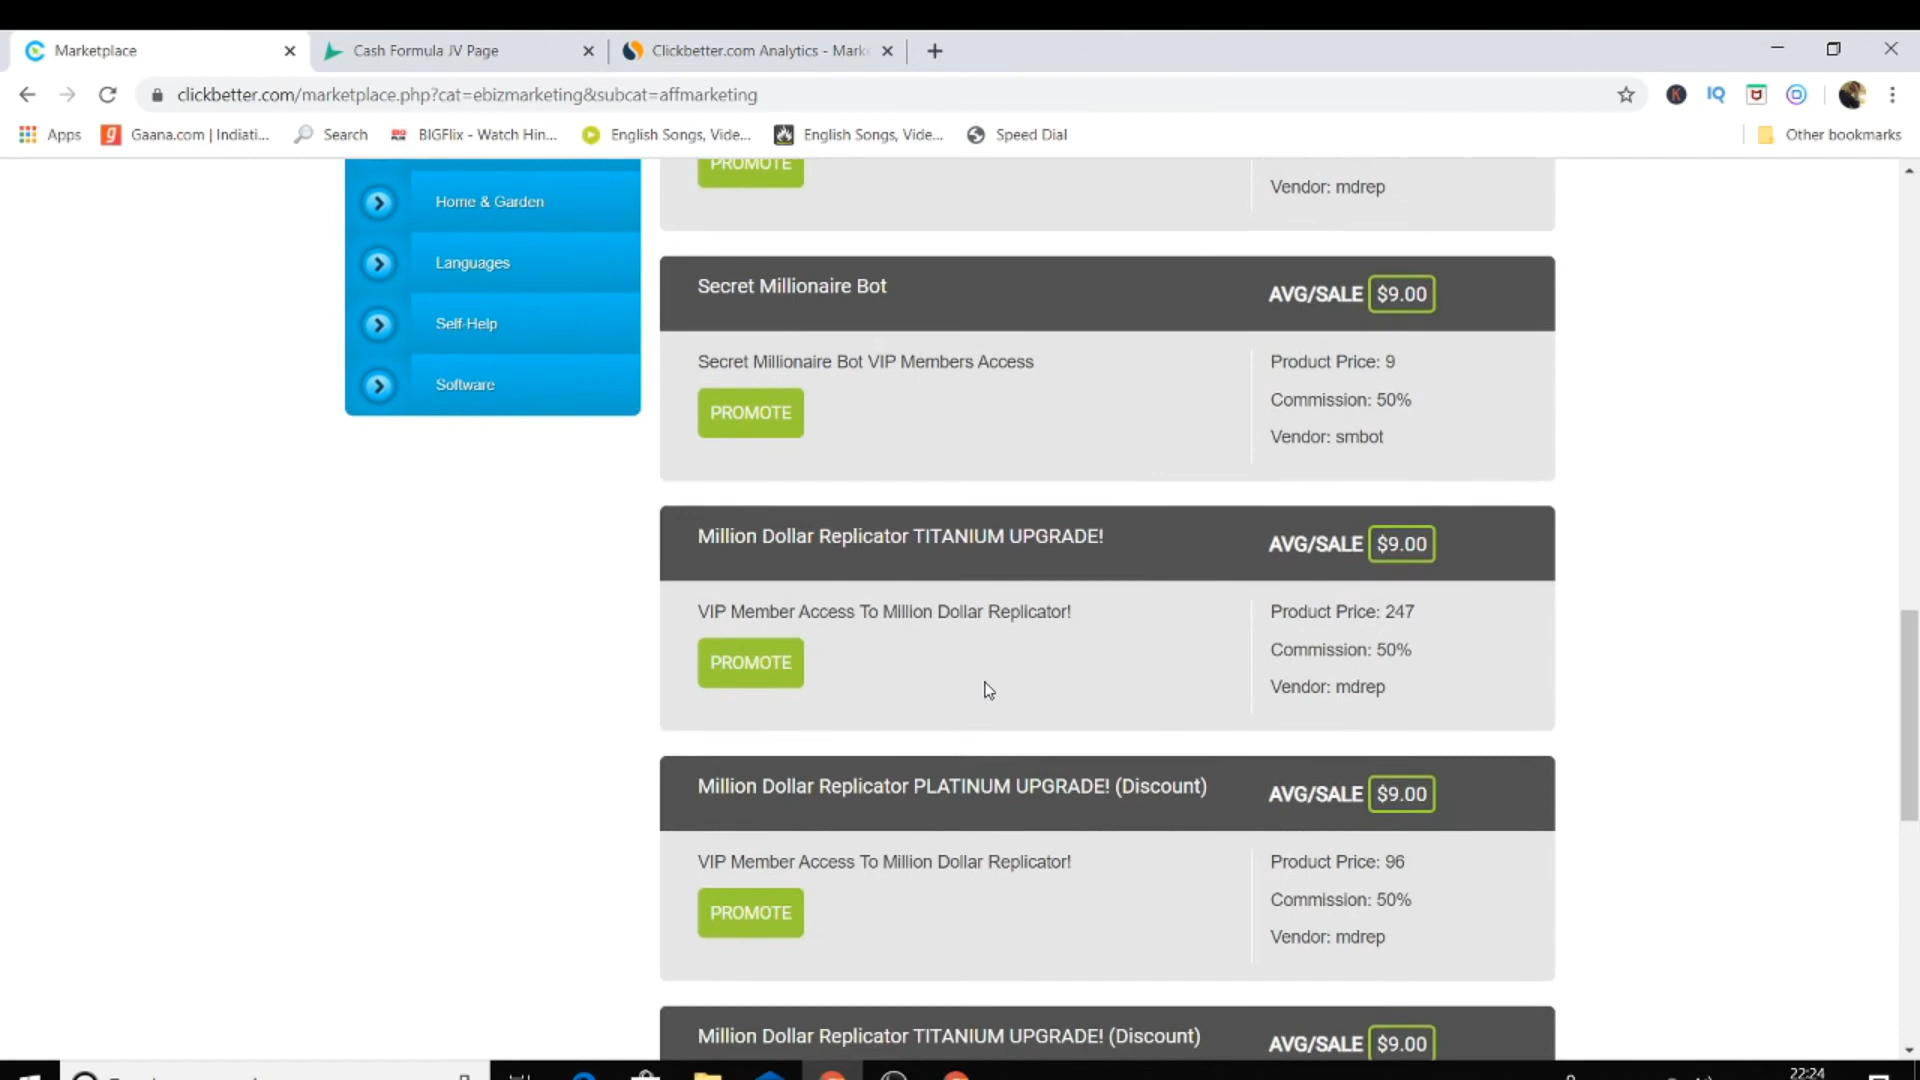 Marketplace
Cash Formula JV Page
Clickbetter.com Analytics - Mark
clickbetter.com/marketplace.php?cat=ebizmarketing&subcat=affmarketing
IQ
Apps
Gaana.com | Indiati...
Search
BIGFlix - Watch Hin...
English Songs, Vide...
English Songs, Vide...
Speed Dial
Other bookmarks
PROMOTE
Vendor: mdrep
Home & Garden
Languages
Self-Help
Software
Secret Millionaire Bot
AVG/SALE $9.00
Secret Millionaire Bot VIP Members Access
Product Price: 9
PROMOTE
Commission: 50%
Vendor: smbot
Million Dollar Replicator TITANIUM UPGRADE!
AVG/SALE $9.00
VIP Member Access To Million Dollar Replicator!
Product Price: 247
PROMOTE
Commission: 50%
Vendor: mdrep
Million Dollar Replicator PLATINUM UPGRADE! (Discount)
AVG/SALE $9.00
VIP Member Access To Million Dollar Replicator!
Product Price: 96
PROMOTE
Commission: 50%
Vendor: mdrep
Million Dollar Replicator TITANIUM UPGRADE! (Discount)
AVG/SALE $9.00
22:24